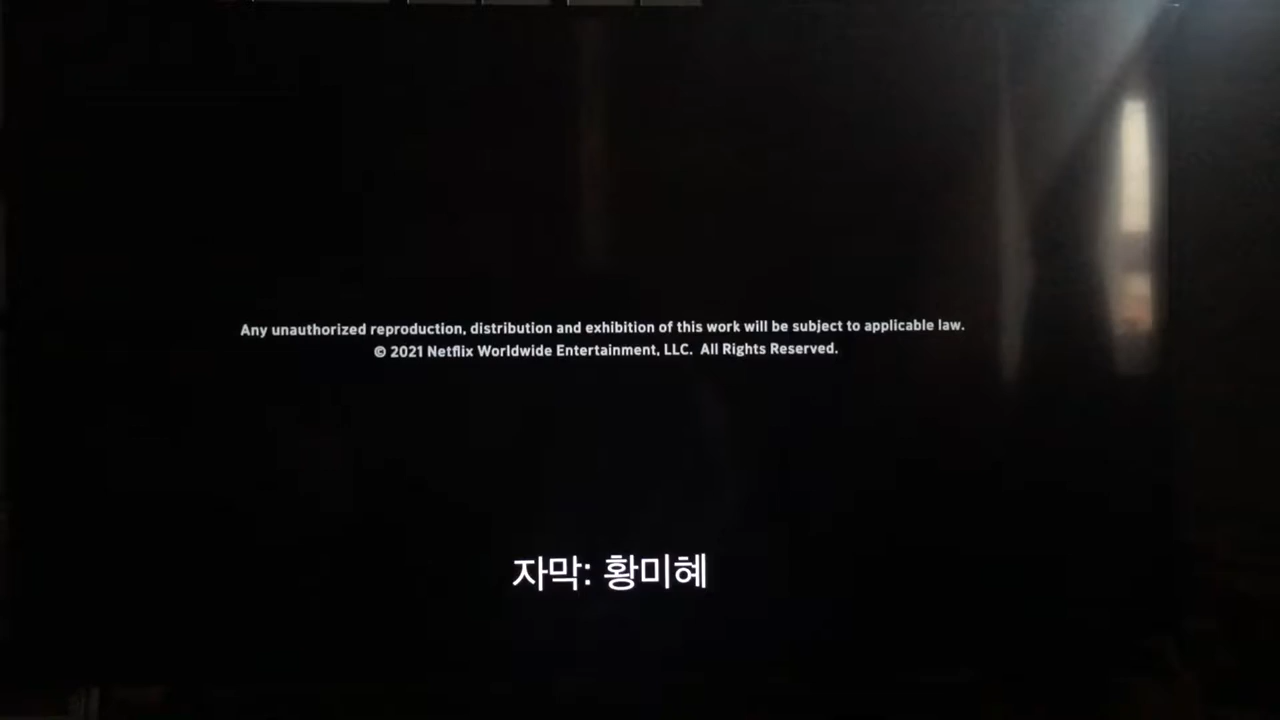 Any unauthorized reproduction, distribution and exhibition of this work will be subject to applicable law.
© 2021 Netflix Worldwide Entertainment, LLC. All Rights Reserved.
자막: 황미혜